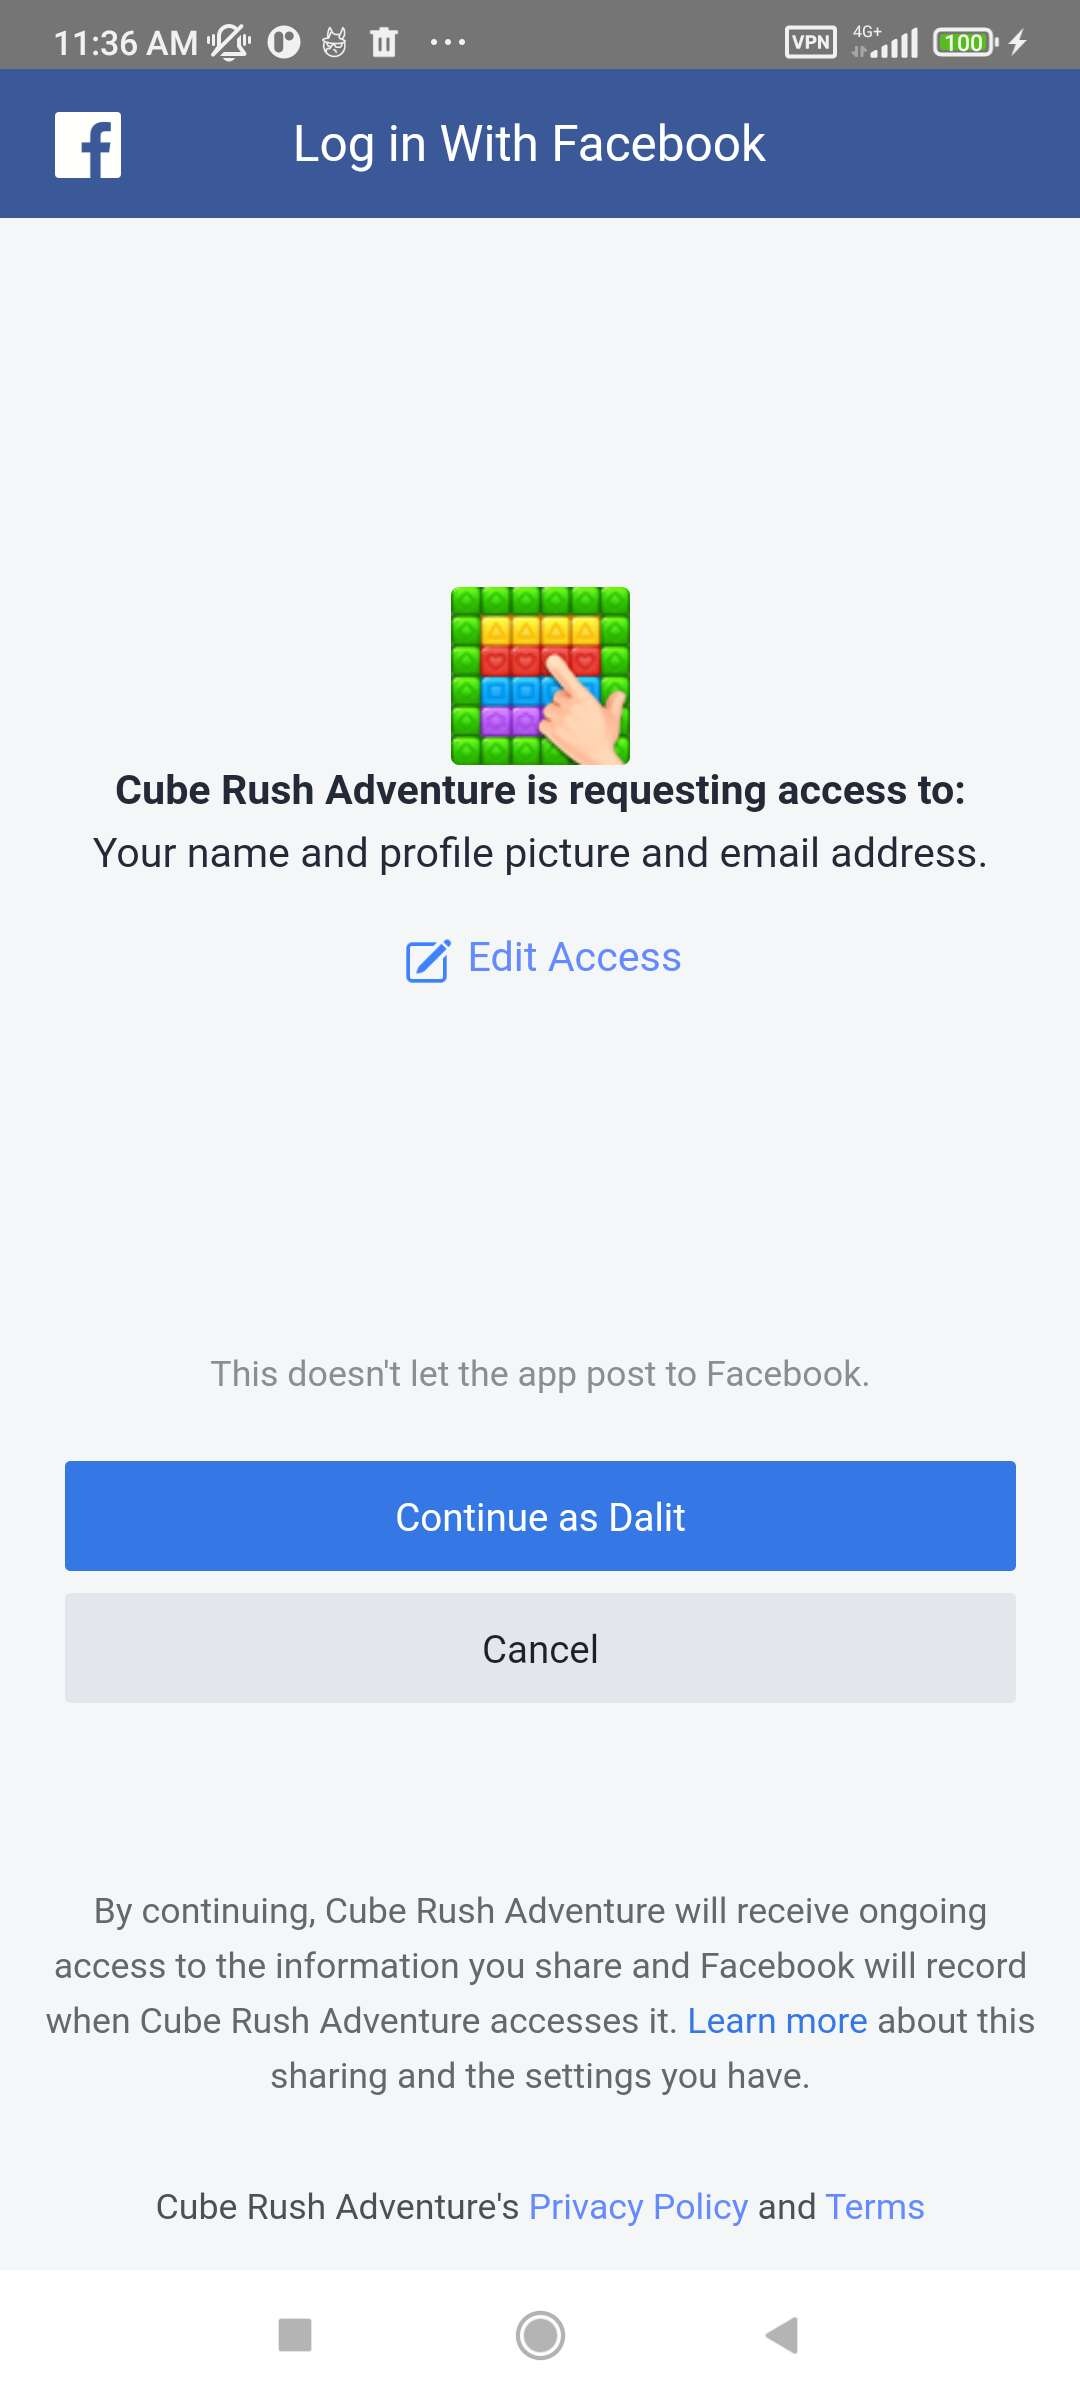 11:36 AM
VPN
4G+
100
Log in With Facebook
Cube Rush Adventure is requesting access to:
Your name and profile picture and email address.
Edit Access
This doesn't let the app post to Facebook.
Continue as Dalit
Cancel
By continuing, Cube Rush Adventure will receive ongoing
access to the information you share and Facebook will record
when Cube Rush Adventure accesses it. Learn more about this
sharing and the settings you have.
Cube Rush Adventure's Privacy Policy and Terms